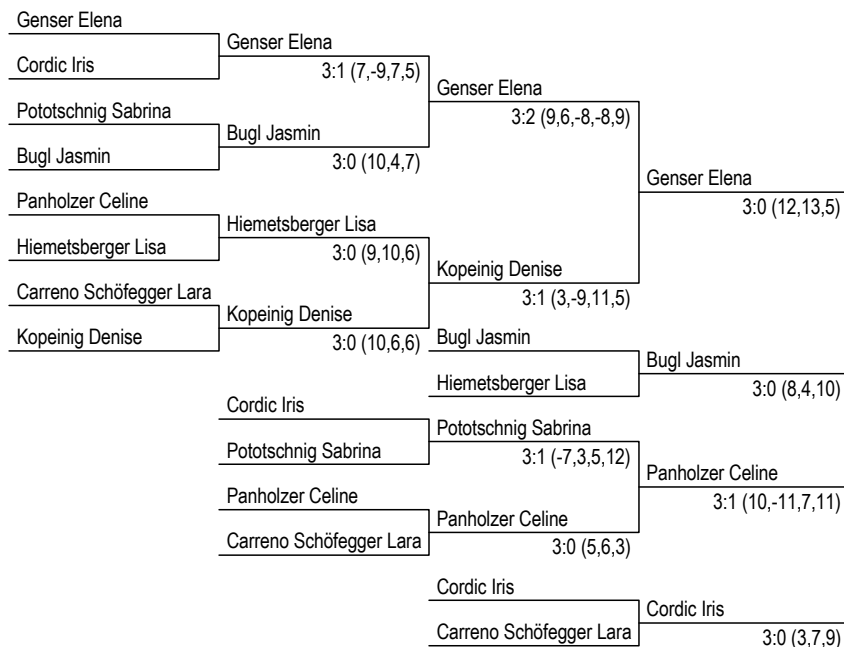 Genser Elena
Genser Elena
Cordic Iris
3:1 (7,-9,7,5)
Genser Elena
Pototschnig Sabrina
3:2 (9,6,-8,-8,9)
Bugl Jasmin
Bugl Jasmin
3:0 (10,4,7)
Genser Elena
Panholzer Celine
3:0 (12,13,5)
Hiemetsberger Lisa
Hiemetsberger Lisa
3:0 (9,10,6)
Kopeinig Denise
Carreno Schöfegger Lara
3:1 (3,-9,11,5)
Kopeinig Denise
Kopeinig Denise
3:0 (10,6,6)
Bugl Jasmin
Bugl Jasmin
Hiemetsberger Lisa
3:0 (8,4,10)
Cordic Iris
Pototschnig Sabrina
Pototschnig Sabrina
3:1 (-7,3,5,12)
Panholzer Celine
Panholzer Celine
3:1 (10,-11,7,11)
Panholzer Celine
Carreno Schöfegger Lara
3:0 (5,6,3)
Cordic Iris
Cordic Iris
Carreno Schöfegger Lara
3:0 (3,7,9)